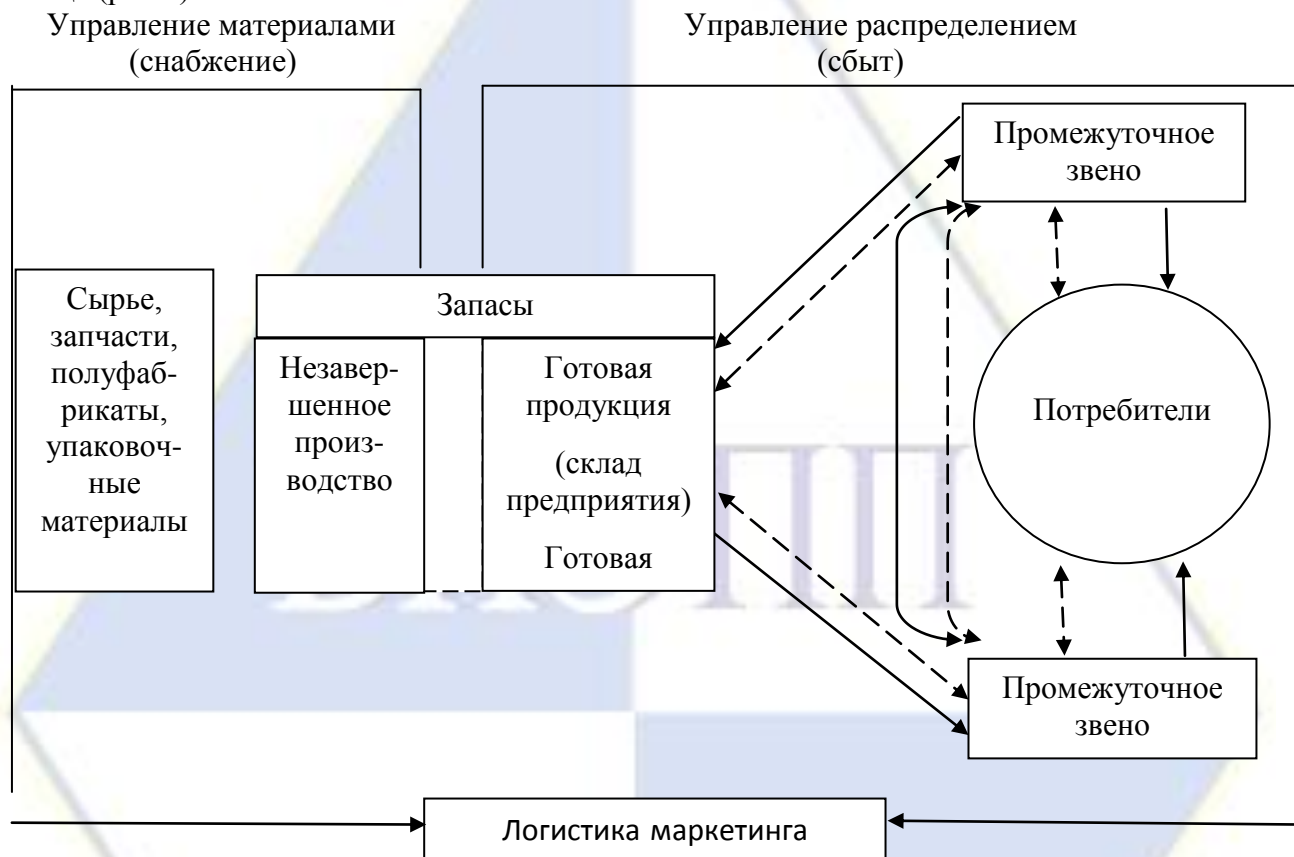 Управление материалами
(снабжение)
Управление распределением
(сбыт)
Промежуточное
звено
Сырье,
запчасти,
полуфаб-
рикаты,
упаковоч-
ные
материалы
Запасы
Незавер-
шенное
произ-
водство
Готовая
продукция
(склад
предприятия)
Готовая
Потребители
Промежуточное
звено
Логистика маркетинга